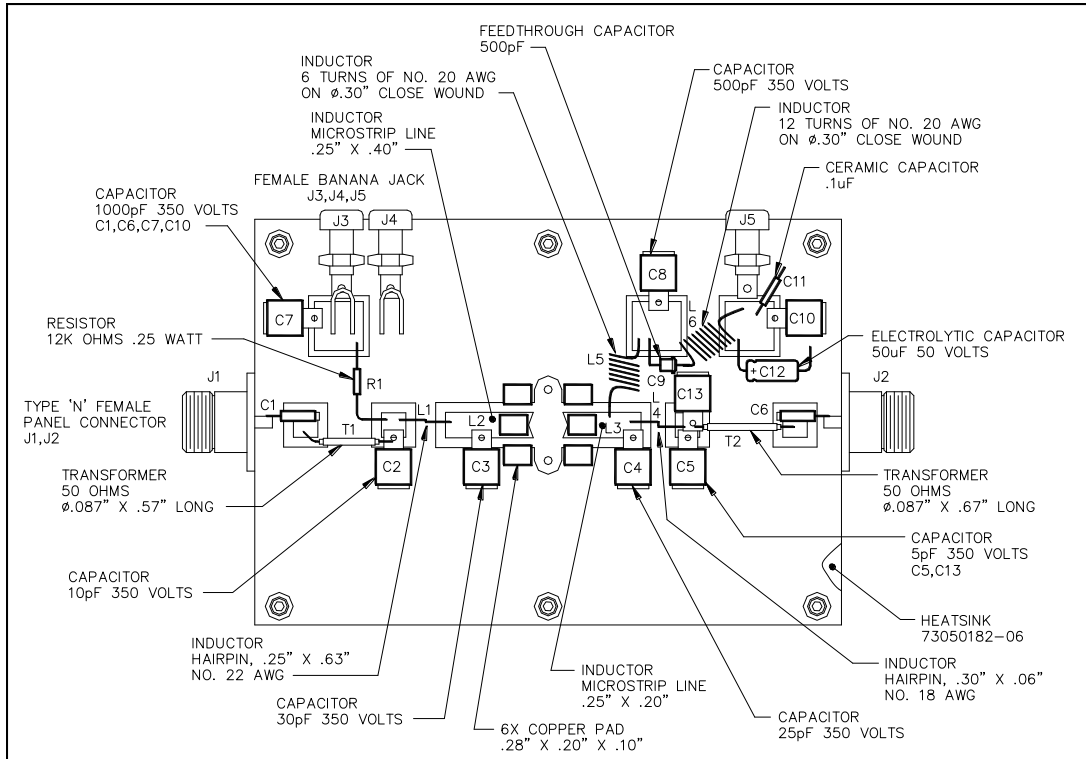 FEEDTHROUGH CAPACITOR
500pF
INDUCTOR
6 TURNS OF NO. 20 AWG
ON ø.30" CLOSE WOUND
CAPACITOR
500pF 350 VOLTS
INDUCTOR
12 TURNS OF NO. 20 AWG
ON ø.30" CLOSE WOUND
INDUCTOR
MICROSTRIP LINE
.25" X .40"
CERAMIC CAPACITOR
.1uF
FEMALE BANANA JACK
J3,J4,J5
CAPACITOR
1000pF 350 VOLTS
C1,C6,C7,C10
J3
J4
J5
C8
C11
C7
L6
C10
RESISTOR
12K OHMS .25 WATT
ELECTROLYTIC CAPACITOR
50uF 50 VOLTS
L5
+C12
C9
J1
R1
C13
J2
TYPE 'N' FEMALE
PANEL CONNECTOR
J1,J2
C1
L1
L4
C6
L2
L3
T1
T2
C2
C3
C4
C5
TRANSFORMER
50 OHMS
ø.087" X .57" LONG
TRANSFORMER
50 OHMS
ø.087" X .67" LONG
CAPACITOR
5pF 350 VOLTS
C5,C13
CAPACITOR
10pF 350 VOLTS
HEATSINK
73050182-06
INDUCTOR
HAIRPIN, .25" X .63"
NO. 22 AWG
INDUCTOR
MICROSTRIP LINE
.25" X .20"
INDUCTOR
HAIRPIN, .30" X .06"
NO. 18 AWG
CAPACITOR
30pF 350 VOLTS
6X COPPER PAD
.28" X .20" X .10"
CAPACITOR
25pF 350 VOLTS